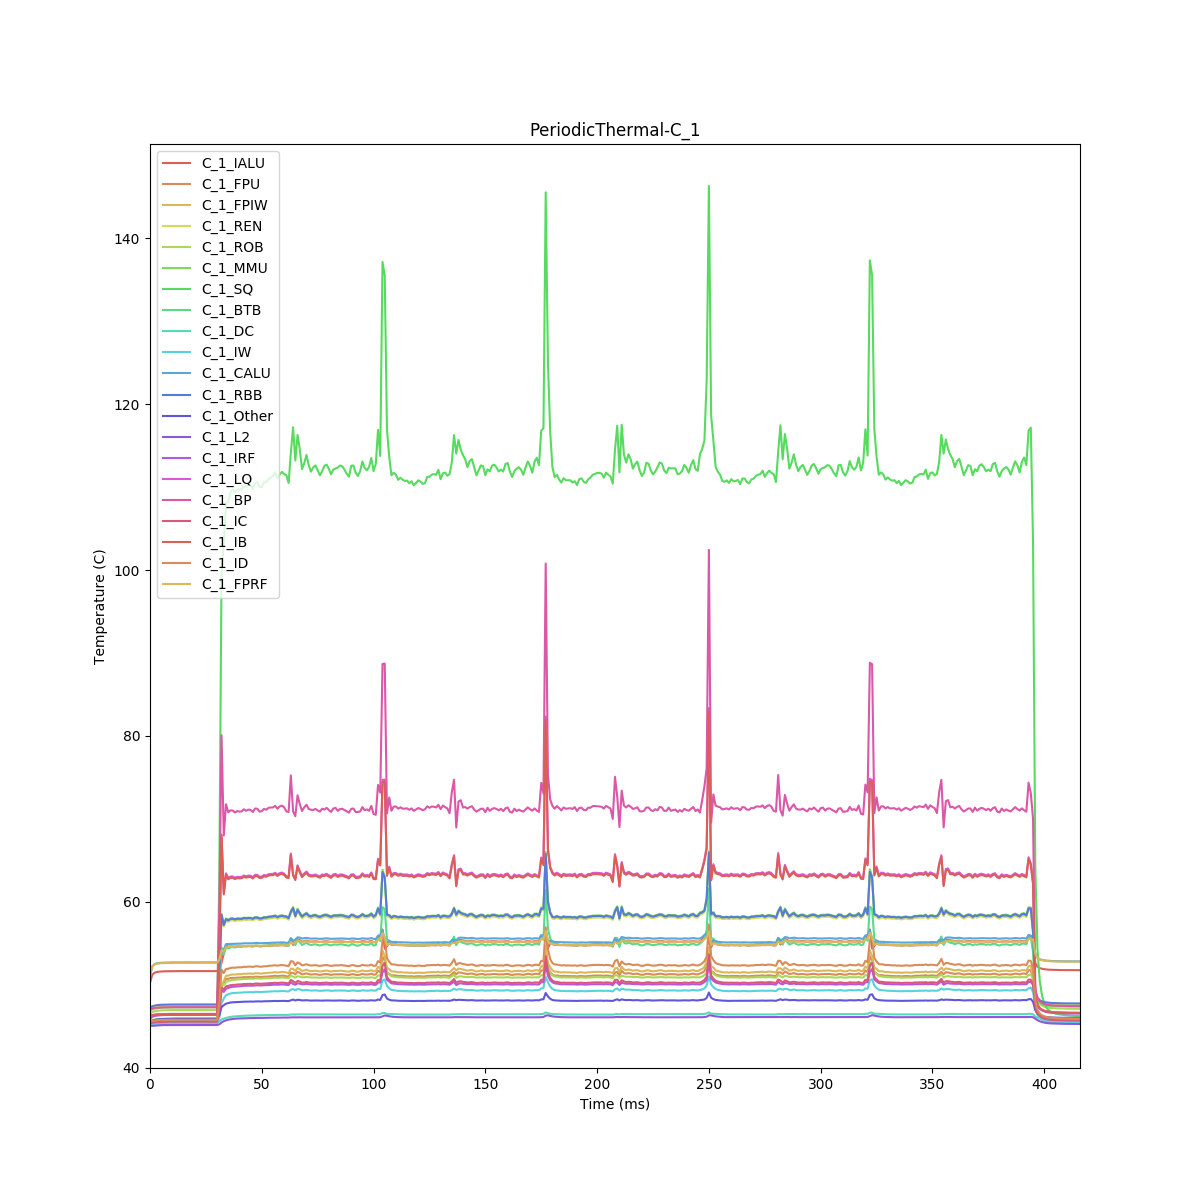 PeriodicThermal-C_1
C_1_IALU
C_1_FPU
C_1_FPIW
C_1_REN
C_1_ROB
C_1_MMU
C_1_SQ
C_1_BTB
C_1_DC
C_1_IW
C_1_CALU
C_1_RBB
C_1_Other
C_1_L2
C_1_IRF
C_1_LQ
C_1_BP
C_1_IC
C_1_IB
C_1_ID
C_1_FPRF
140
120
100
80
60
40
Temperature (C)
0 50 100 150 200 250 300 350 400
Time (ms)